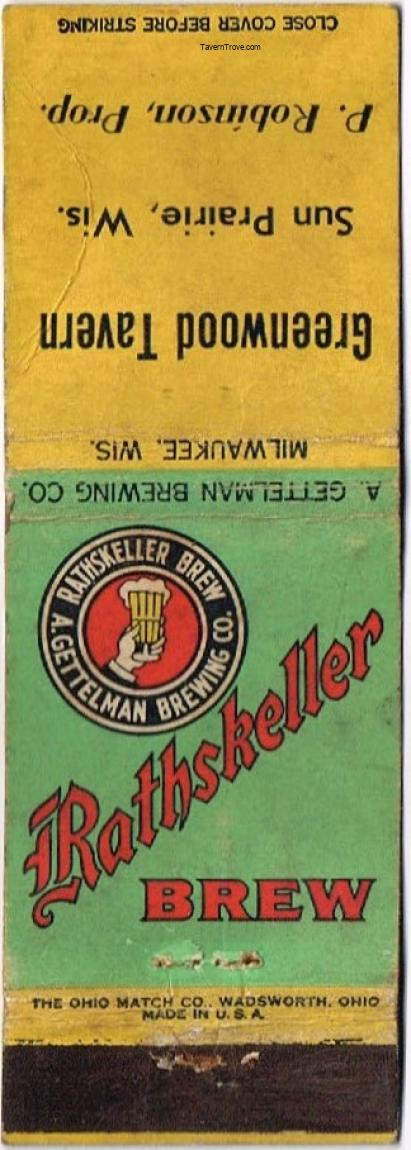 CLOSE COVER BEFORE STRIKING
TavernTrove.com
P. Robinson, Prop.
Sun Prairie, Wis.
Greenwood Tavern
MILWAUKEE, WIS.
A. GETTELMAN BREWING CO.
RATHSKELLER BREW
A. GETTELMAN BREWING CO.
Rathskeller
BREW
THE OHIO MATCH CO., WADSWORTH, OHIO
MADE IN U.S.A.